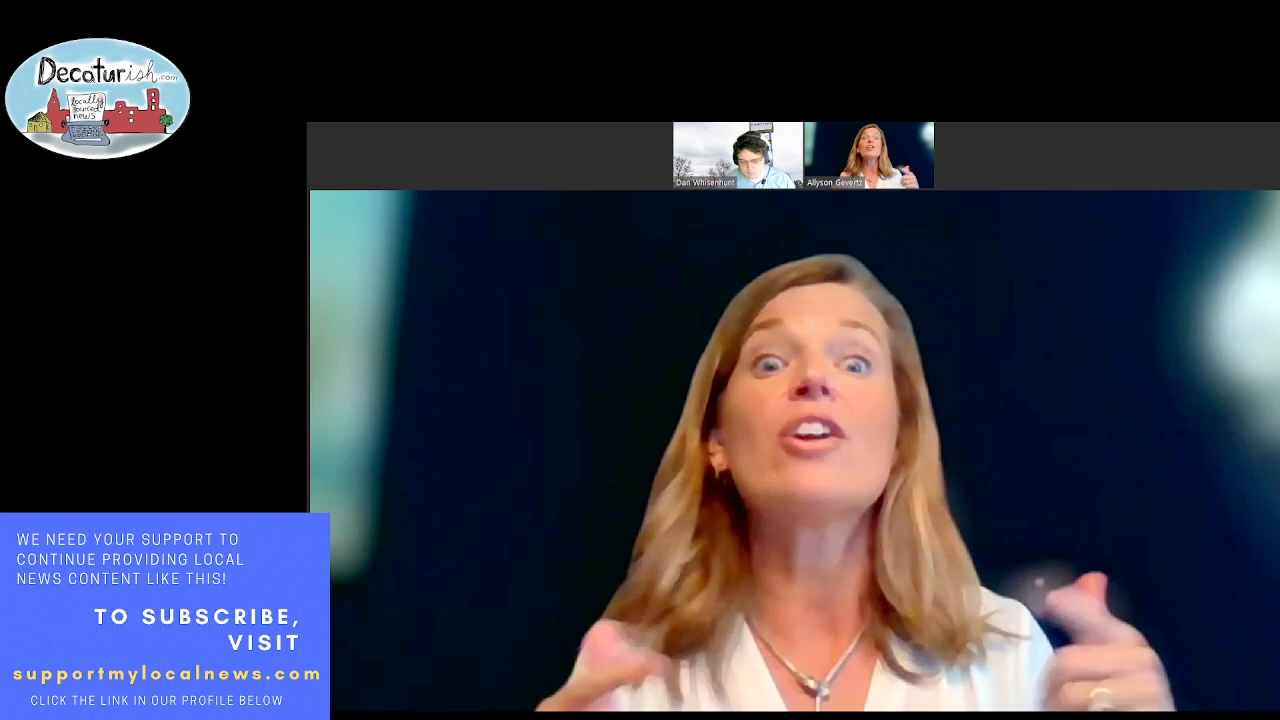 Decaturish.com
locally
sourced
news
Dan Whisenhunt
Allyson Gevertz
WE NEED YOUR SUPPORT TO
CONTINUE PROVIDING LOCAL
NEWS CONTENT LIKE THIS!
TO SUBSCRIBE,
VISIT
supportmylocalnews.com
CLICK THE LINK IN OUR PROFILE BELOW